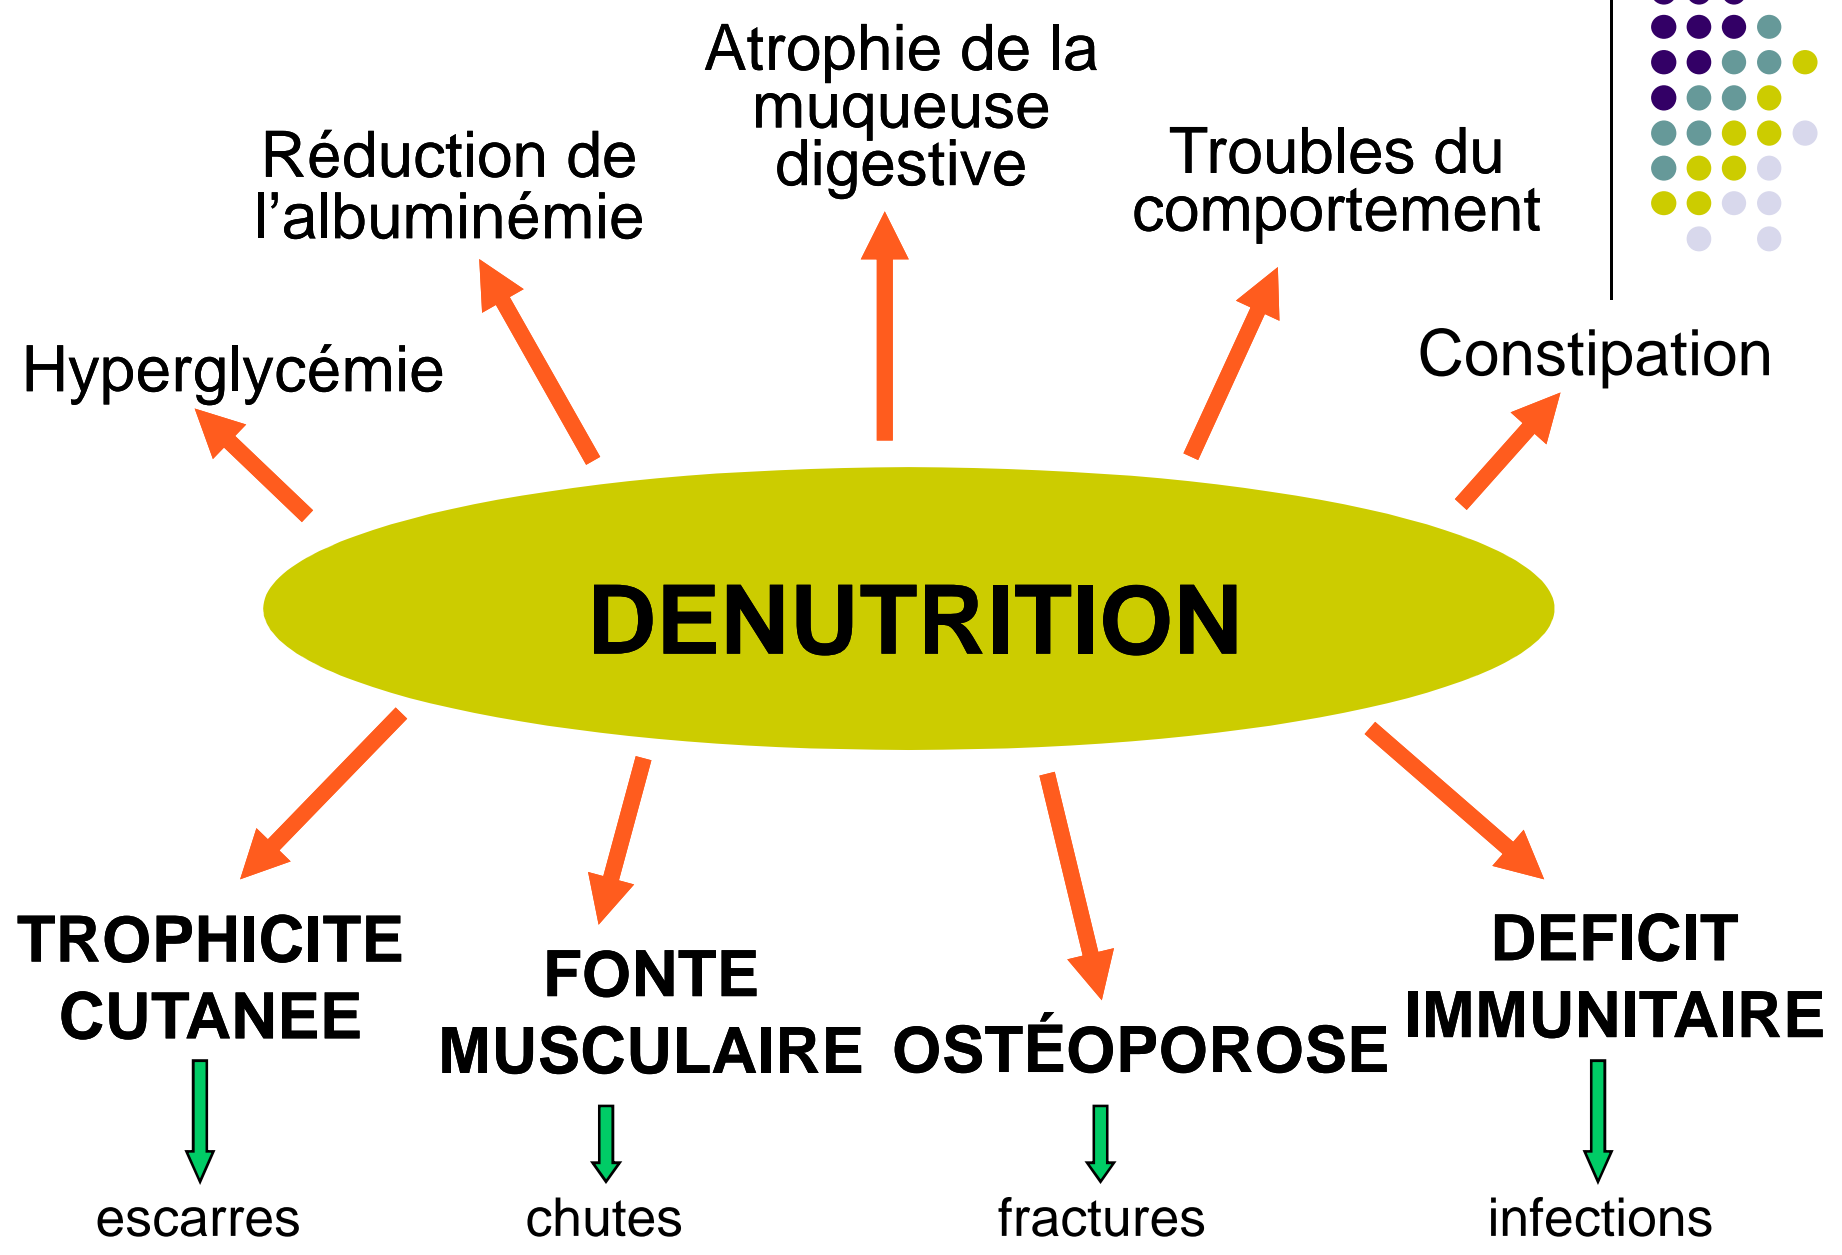 Atrophie de la
muqueuse
digestive
Réduction de
l’albuminémie
Troubles du
comportement
Hyperglycémie
Constipation
DENUTRITION
TROPHICITE
CUTANEE
FONTE
MUSCULAIRE
OSTÉOPOROSE
DEFICIT
IMMUNITAIRE
escarres
chutes
fractures
infections